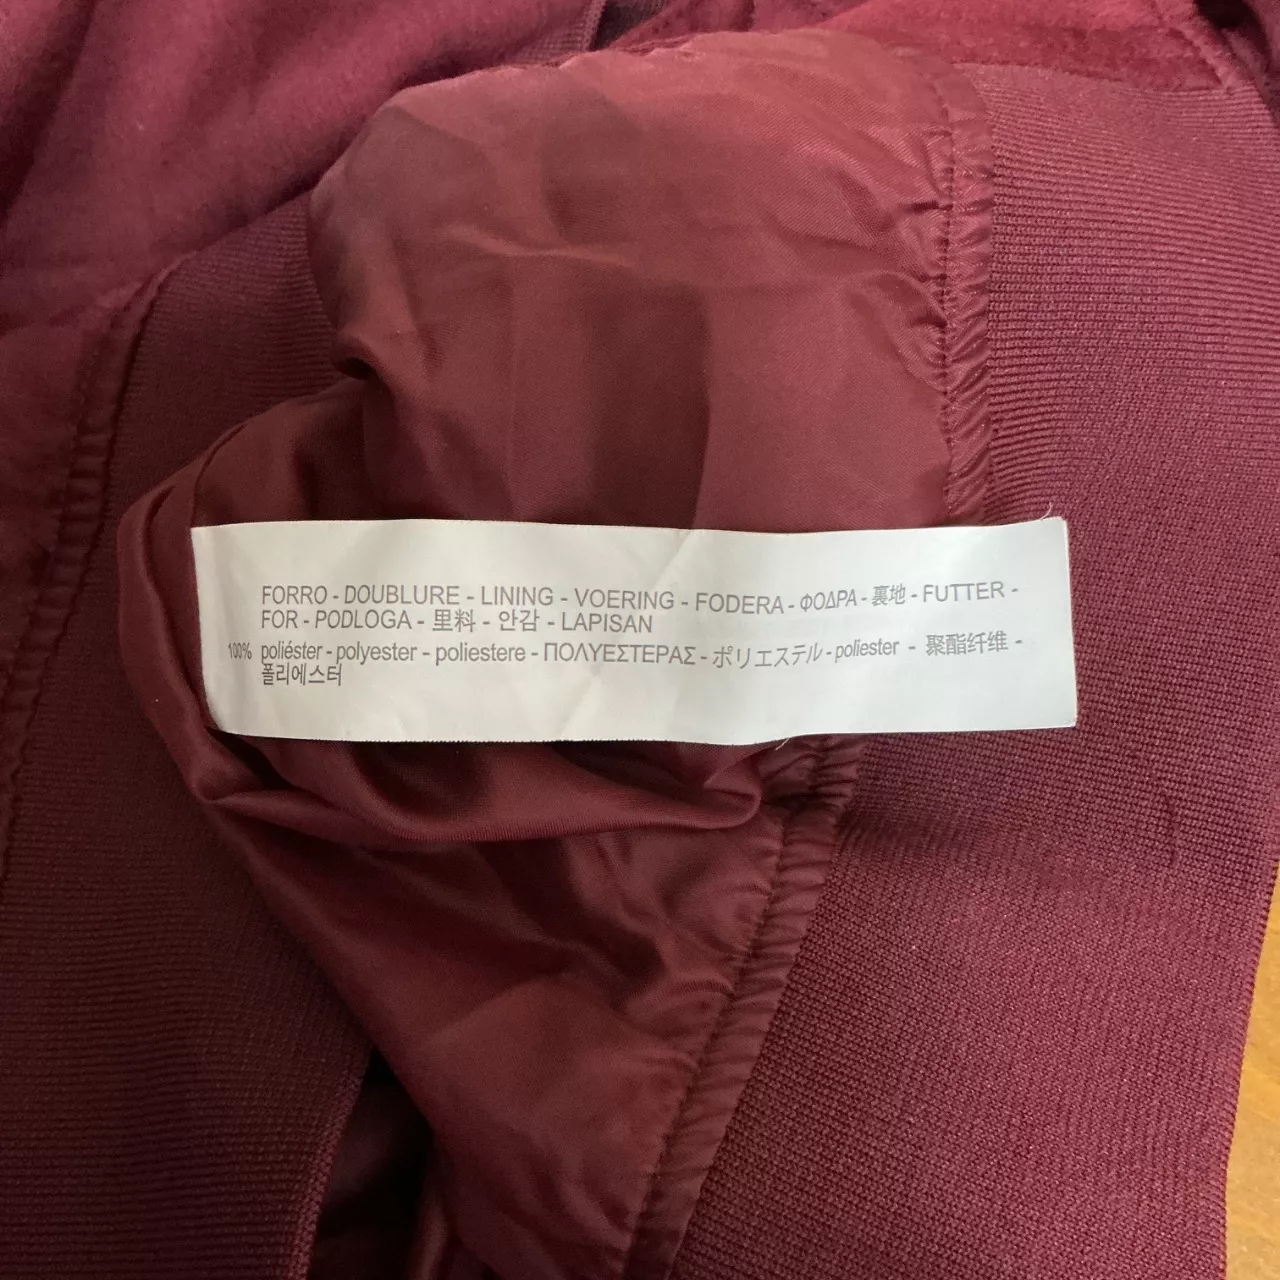 FORRO - DOUBLURE - LINING - VOERING - FODERA - ΦΟΔΡΑ - 裏地 - FUTTER -
FOR - PODLOGA - 里料 - 안감 - LAPISAN
100% poliéster - polyester - poliestere - ΠΟΛΥΕΣΤΕΡΑΣ - ポリエステル - poliester - 聚酯纤维 -
폴리에스터